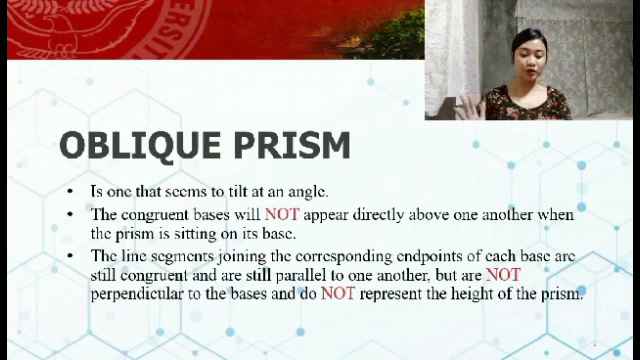 OBLIQUE PRISM
• Is one that seems to tilt at an angle.
• The congruent bases will NOT appear directly above one another when
the prism is sitting on its base.
• The line segments joining the corresponding endpoints of each base are
still congruent and are still parallel to one another, but are NOT
perpendicular to the bases and do NOT represent the height of the prism.